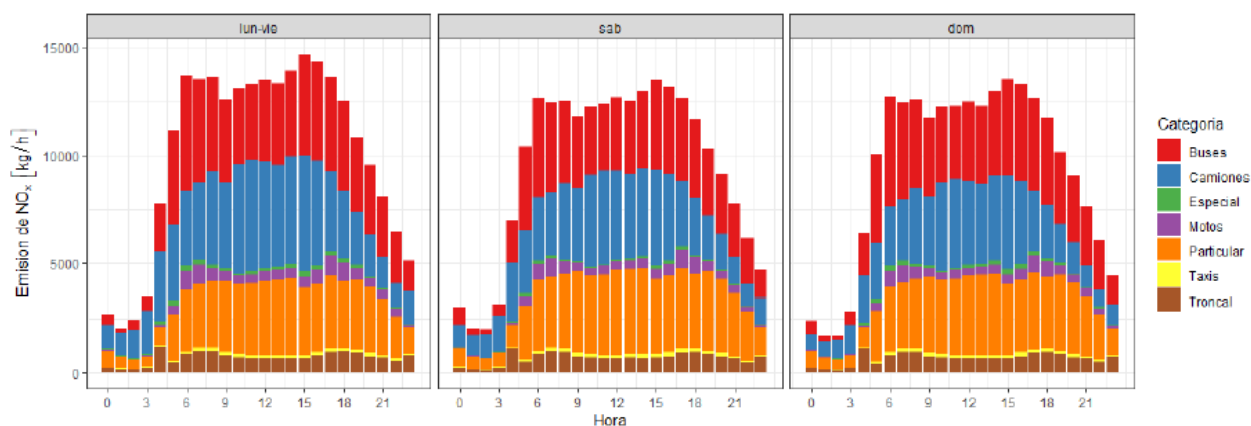 lun-vie sab dom
15000
10000
5000
0
Emision de NOx [kg/h]
0 3 6 9 12 15 18 21 0 3 6 9 12 15 18 21 0 3 6 9 12 15 18 21
Hora
Categoria
Buses
Camiones
Especial
Motos
Particular
Taxis
Troncal